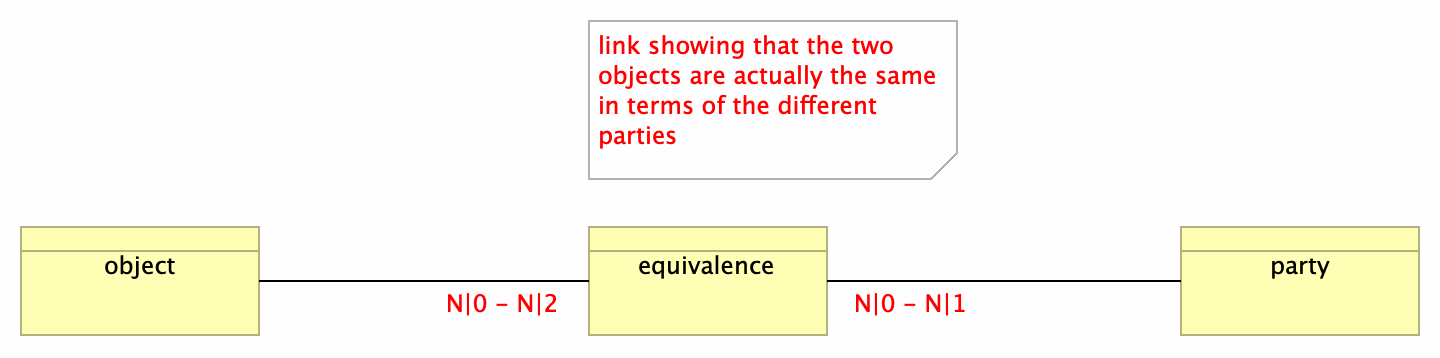 link showing that the two
objects are actually the same
in terms of the different
parties
object
equivalence
party
N|0 – N|2
N|0 – N|1